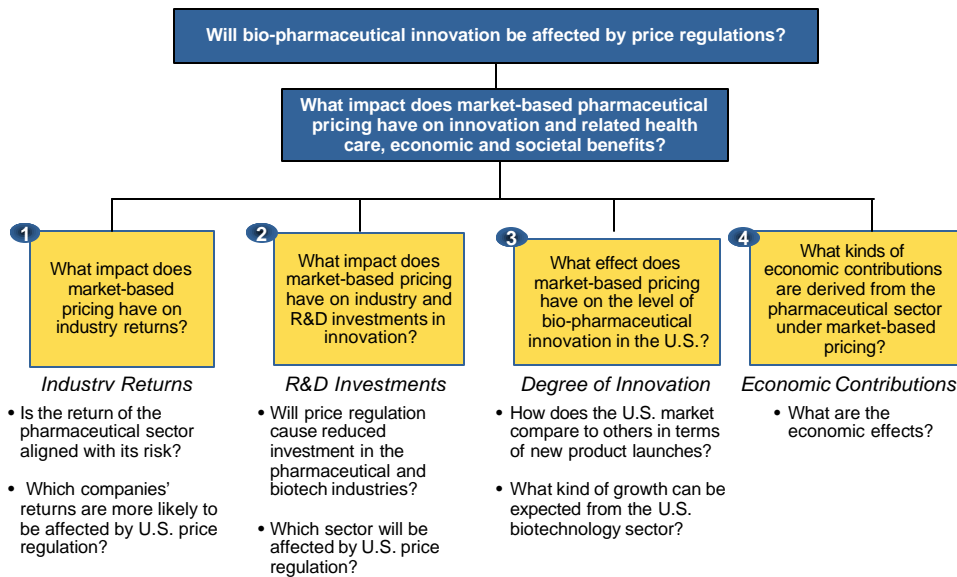 Will bio-pharmaceutical innovation be affected by price regulations?
What impact does market-based pharmaceutical
pricing have on innovation and related health
care, economic and societal benefits?
1
What impact does
market-based
pricing have on
industry returns?
Industry Returns
• Is the return of the
pharmaceutical sector
aligned with its risk?
• Which companies’
returns are more likely to
be affected by U.S. price
regulation?
2
What impact does
market-based pricing
have on industry and
R&D investments in
innovation?
R&D Investments
• Will price regulation
cause reduced
investment in the
pharmaceutical and
biotech industries?
• Which sector will be
affected by U.S. price
regulation?
3
What effect does
market-based pricing
have on the level of
bio-pharmaceutical
innovation in the U.S.?
Degree of Innovation
• How does the U.S. market
compare to others in terms
of new product launches?
• What kind of growth can be
expected from the U.S.
biotechnology sector?
4
What kinds of
economic contributions
are derived from the
pharmaceutical sector
under market-based
pricing?
Economic Contributions
• What are the
economic effects?